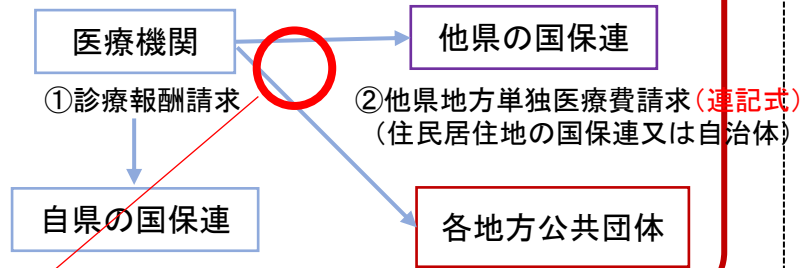 医療機関
他県の国保連
①診療報酬請求
②他県地方単独医療費請求(連記式)
(住民居住地の国保連又は自治体)
自県の国保連
各地方公共団体